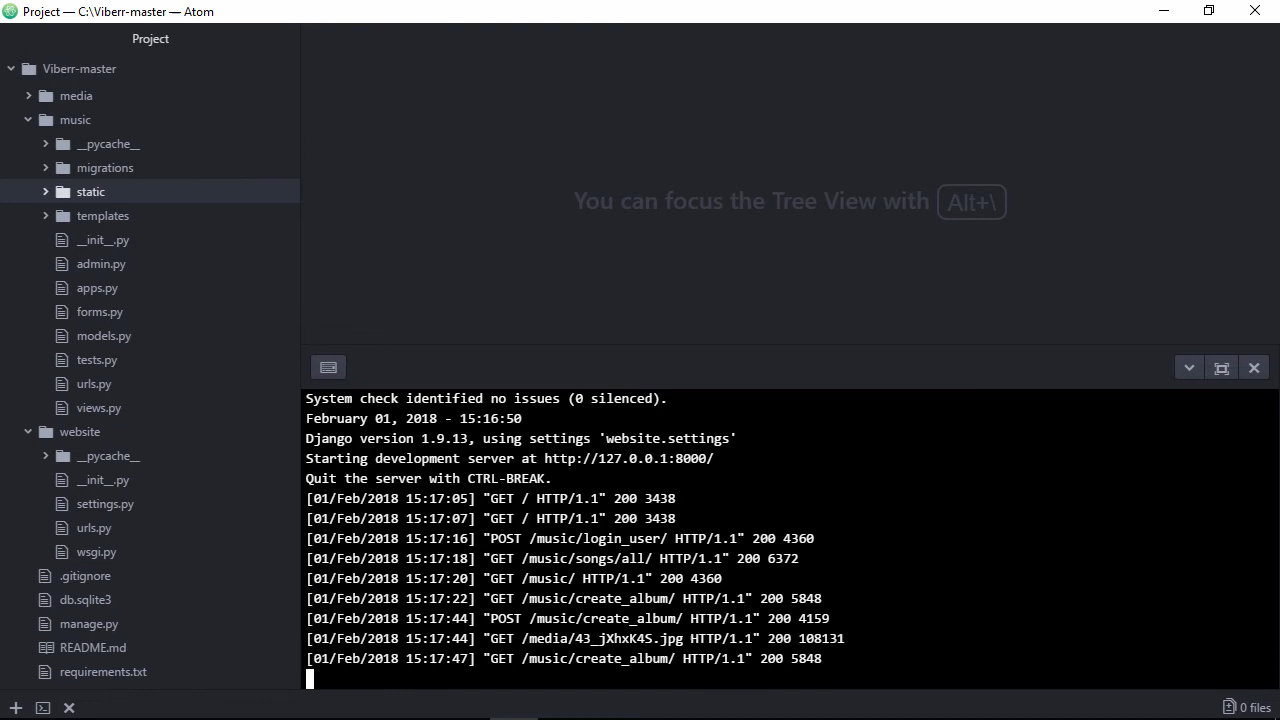 Project — C:\Viberr-master — Atom
Project
Viberr-master
media
music
__pycache__
migrations
static
templates
__init__.py
admin.py
apps.py
forms.py
models.py
tests.py
urls.py
views.py
website
__pycache__
__init__.py
settings.py
urls.py
wsgi.py
.gitignore
db.sqlite3
manage.py
README.md
requirements.txt
You can focus the Tree View with Alt+\
System check identified no issues (0 silenced).
February 01, 2018 - 15:16:50
Django version 1.9.13, using settings 'website.settings'
Starting development server at http://127.0.0.1:8000/
Quit the server with CTRL-BREAK.
[01/Feb/2018 15:17:05] "GET / HTTP/1.1" 200 3438
[01/Feb/2018 15:17:07] "GET / HTTP/1.1" 200 3438
[01/Feb/2018 15:17:16] "POST /music/login_user/ HTTP/1.1" 200 4360
[01/Feb/2018 15:17:18] "GET /music/songs/all/ HTTP/1.1" 200 6372
[01/Feb/2018 15:17:20] "GET /music/ HTTP/1.1" 200 4360
[01/Feb/2018 15:17:22] "GET /music/create_album/ HTTP/1.1" 200 5848
[01/Feb/2018 15:17:44] "POST /music/create_album/ HTTP/1.1" 200 4159
[01/Feb/2018 15:17:44] "GET /media/43_jXhxK4S.jpg HTTP/1.1" 200 108131
[01/Feb/2018 15:17:47] "GET /music/create_album/ HTTP/1.1" 200 5848
0 files